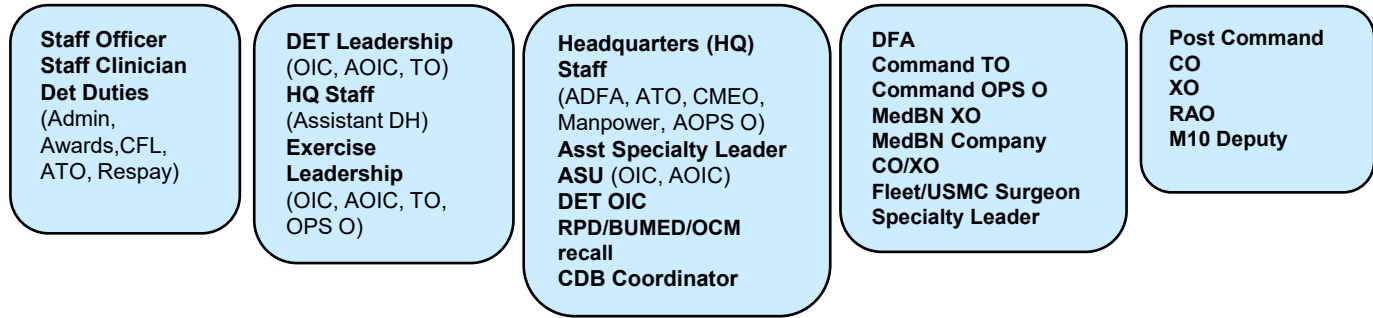 Staff Officer
Staff Clinician
Det Duties
(Admin,
Awards,CFL,
ATO, Respay)
DET Leadership
(OIC, AOIC, TO)
HQ Staff
(Assistant DH)
Exercise
Leadership
(OIC, AOIC, TO,
OPS O)
Headquarters (HQ)
Staff
(ADFA, ATO, CMEO,
Manpower, AOPS O)
Asst Specialty Leader
ASU (OIC, AOIC)
DET OIC
RPD/BUMED/OCM
recall
CDB Coordinator
DFA
Command TO
Command OPS O
MedBN XO
MedBN Company
CO/XO
Fleet/USMC Surgeon
Specialty Leader
Post Command
CO
XO
RAO
M10 Deputy